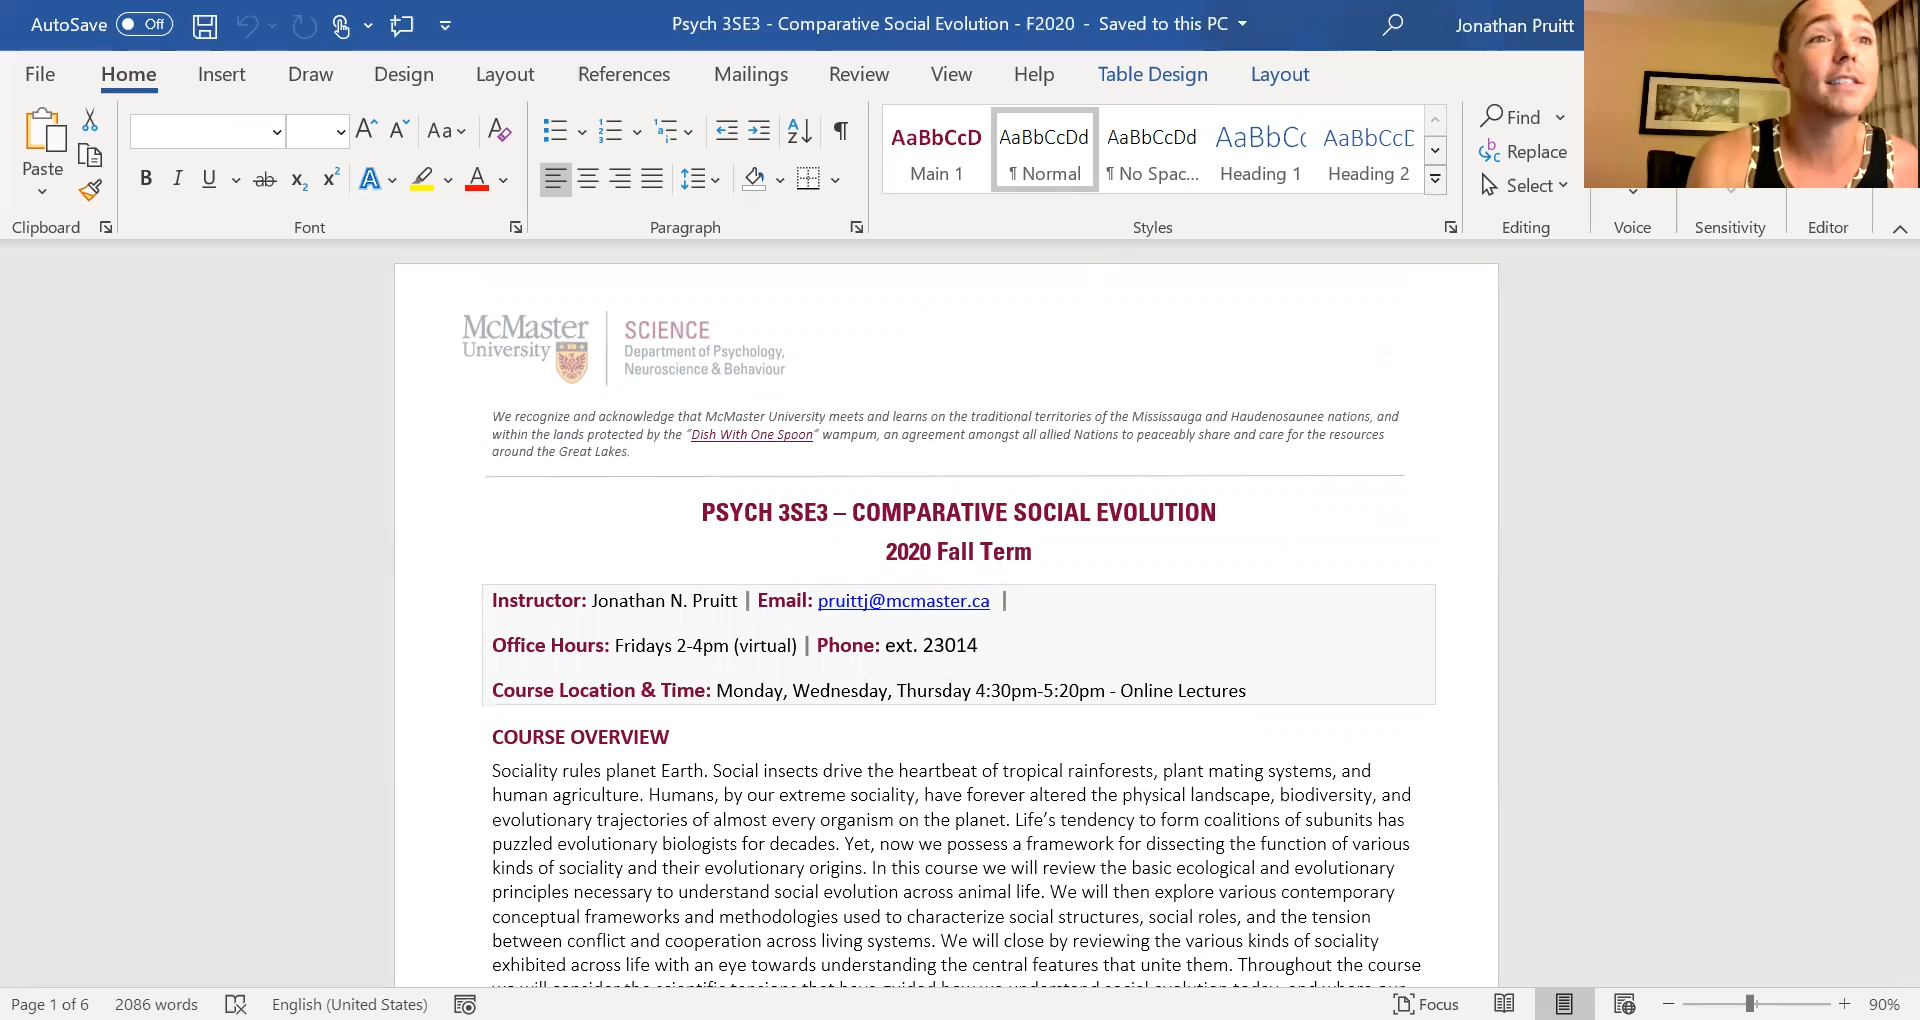 AutoSave Off
Psych 3SE3 - Comparative Social Evolution - F2020 - Saved to this PC
Jonathan Pruitt
File Home Insert Draw Design Layout References Mailings Review View Help Table Design Layout
Paste
Aa
B I U ab x₂ x² A A
AaBbCcD AaBbCcDd AaBbCcDd AaBbCc AaBbCcD
Main 1 ¶ Normal ¶ No Spac... Heading 1 Heading 2
Find
Replace
Select
Clipboard Font Paragraph Styles Editing Voice Sensitivity Editor
McMaster
University
SCIENCE
Department of Psychology,
Neuroscience & Behaviour
We recognize and acknowledge that McMaster University meets and learns on the traditional territories of the Mississauga and Haudenosaunee nations, and
within the lands protected by the “Dish With One Spoon” wampum, an agreement amongst all allied Nations to peaceably share and care for the resources
around the Great Lakes.
PSYCH 3SE3 – COMPARATIVE SOCIAL EVOLUTION
2020 Fall Term
Instructor: Jonathan N. Pruitt | Email: pruittj@mcmaster.ca |
Office Hours: Fridays 2-4pm (virtual) | Phone: ext. 23014
Course Location & Time: Monday, Wednesday, Thursday 4:30pm-5:20pm - Online Lectures
COURSE OVERVIEW
Sociality rules planet Earth. Social insects drive the heartbeat of tropical rainforests, plant mating systems, and
human agriculture. Humans, by our extreme sociality, have forever altered the physical landscape, biodiversity, and
evolutionary trajectories of almost every organism on the planet. Life’s tendency to form coalitions of subunits has
puzzled evolutionary biologists for decades. Yet, now we possess a framework for dissecting the function of various
kinds of sociality and their evolutionary origins. In this course we will review the basic ecological and evolutionary
principles necessary to understand social evolution across animal life. We will then explore various contemporary
conceptual frameworks and methodologies used to characterize social structures, social roles, and the tension
between conflict and cooperation across living systems. We will close by reviewing the various kinds of sociality
exhibited across life with an eye towards understanding the central features that unite them. Throughout the course
Page 1 of 6 2086 words English (United States) Focus 90%